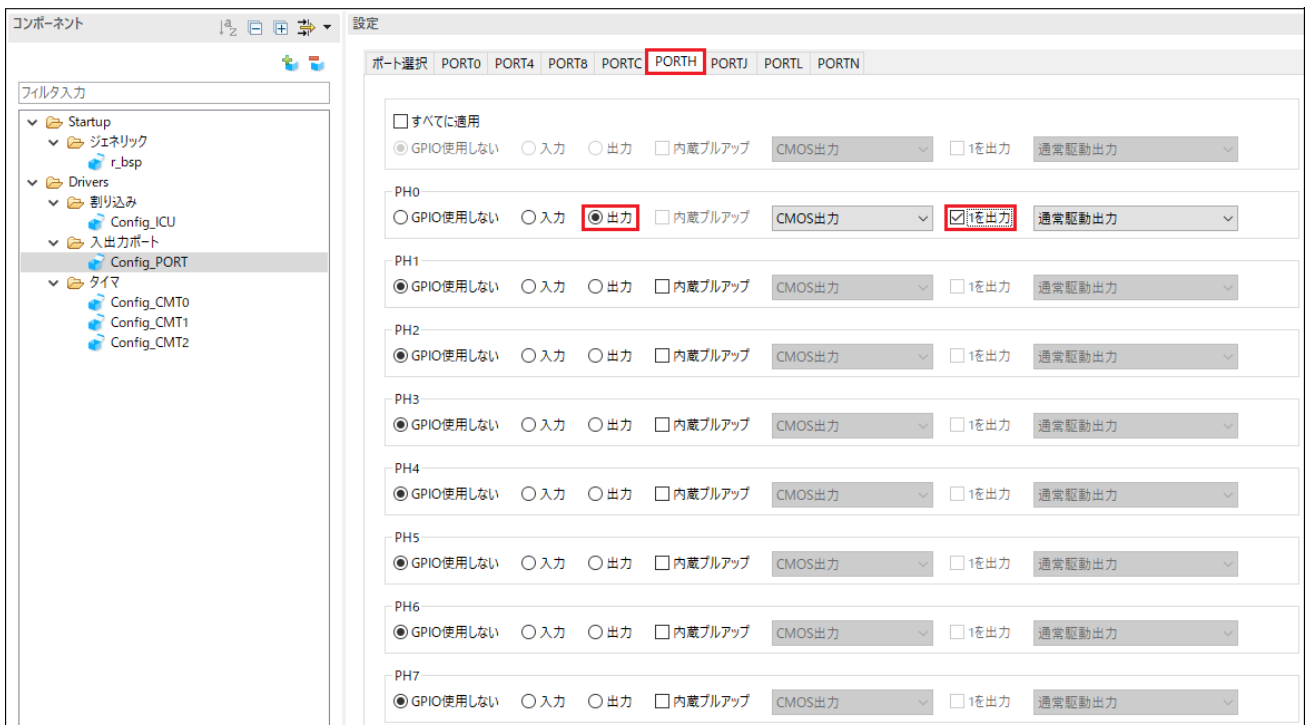 コンポーネント
設定
ポート選択 PORT0 PORT4 PORT8 PORTC PORTH PORTJ PORTL PORTN
フィルタ入力
Startup
ジェネリック
r_bsp
Drivers
割り込み
Config_ICU
入出力ポート
Config_PORT
タイマ
Config_CMT0
Config_CMT1
Config_CMT2
すべてに適用
GPIO使用しない 入力 出力 内蔵プルアップ CMOS出力 1を出力 通常駆動出力
PH0
GPIO使用しない 入力 出力 内蔵プルアップ CMOS出力 1を出力 通常駆動出力
PH1
GPIO使用しない 入力 出力 内蔵プルアップ CMOS出力 1を出力 通常駆動出力
PH2
GPIO使用しない 入力 出力 内蔵プルアップ CMOS出力 1を出力 通常駆動出力
PH3
GPIO使用しない 入力 出力 内蔵プルアップ CMOS出力 1を出力 通常駆動出力
PH4
GPIO使用しない 入力 出力 内蔵プルアップ CMOS出力 1を出力 通常駆動出力
PH5
GPIO使用しない 入力 出力 内蔵プルアップ CMOS出力 1を出力 通常駆動出力
PH6
GPIO使用しない 入力 出力 内蔵プルアップ CMOS出力 1を出力 通常駆動出力
PH7
GPIO使用しない 入力 出力 内蔵プルアップ CMOS出力 1を出力 通常駆動出力